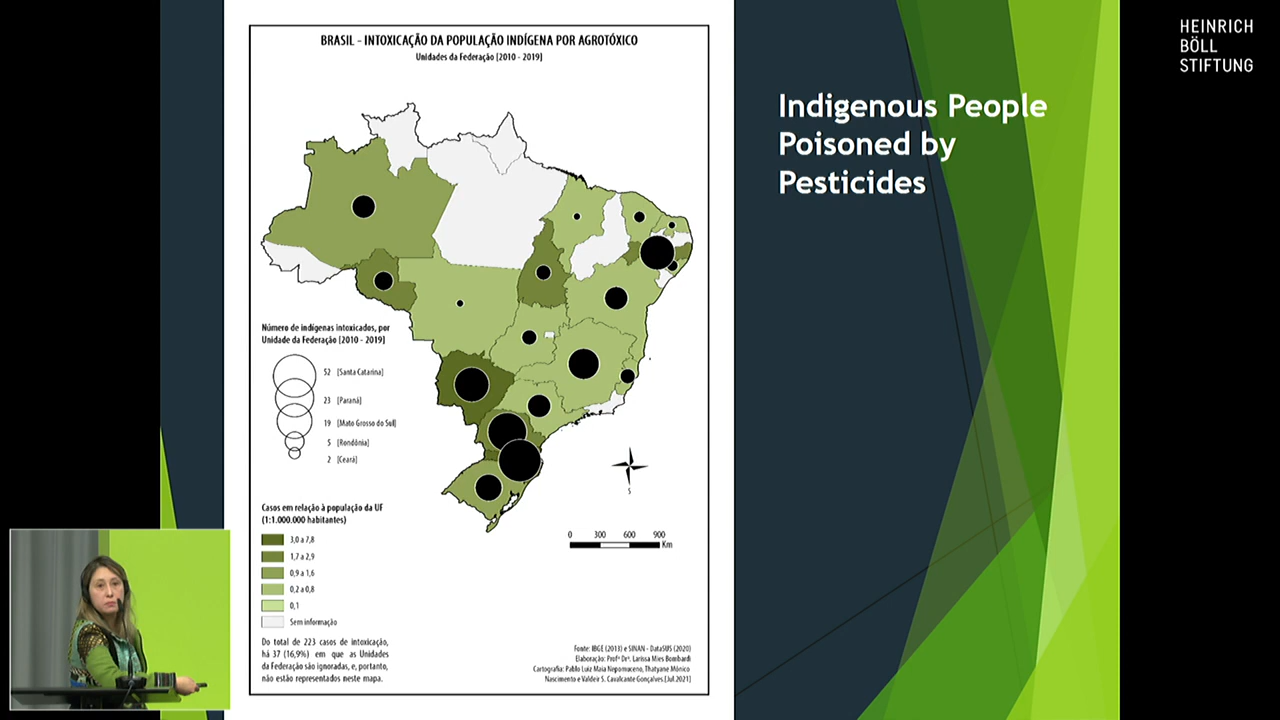 BRASIL - INTOXICAÇÃO DA POPULAÇÃO INDÍGENA POR AGROTÓXICO
Unidades da Federação [2010 - 2019]
Número de indígenas intoxicados, por
Unidade da Federação [2010 - 2019]
52 [Santa Catarina]
23 [Paraná]
19 [Mato Grosso do Sul]
5 [Rondônia]
2 [Ceará]
Casos em relação à população da UF
(1:1.000.000 habitantes)
3,0 a 7,8
1,7 a 2,9
0,9 a 1,6
0,2 a 0,8
0,1
Sem informação
Do total de 223 casos de intoxicação,
há 37 (16,9%) em que as Unidades
da Federação são ignoradas, e, portanto,
não estão representados neste mapa.
S
0 300 600 900
Km
Fonte: IBGE (2013) e SINAN - DataSUS (2020)
Elaboração: Profª Drª. Larissa Mies Bombardi
Cartografia: Pablo Luiz Maia Nepomuceno, Thatyane Mônico
Nascimento e Valdeir S. Cavalcante Gonçalves [Jul.2021]
Indigenous People
Poisoned by
Pesticides
HEINRICH
BÖLL
STIFTUNG